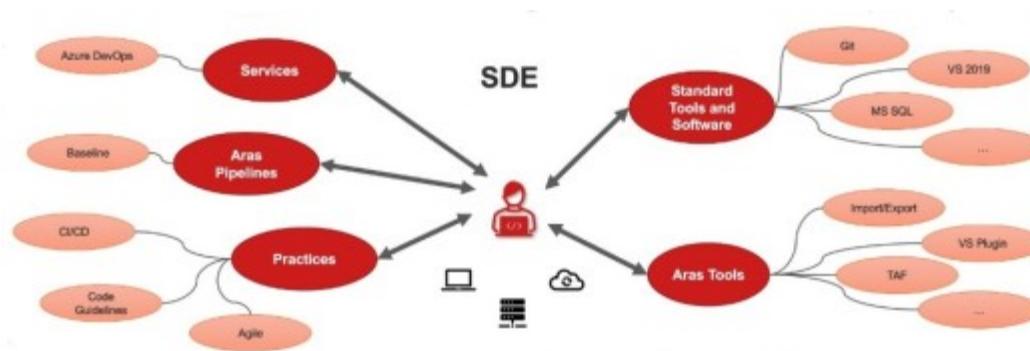 SDE
Azure DevOps
Services
Baseline
Aras
Pipelines
CI/CD
Practices
Code
Guidelines
Agile
Git
Standard
Tools and
Software
VS 2019
MS SQL
...
Import/Export
Aras Tools
VS Plugin
TAF
...